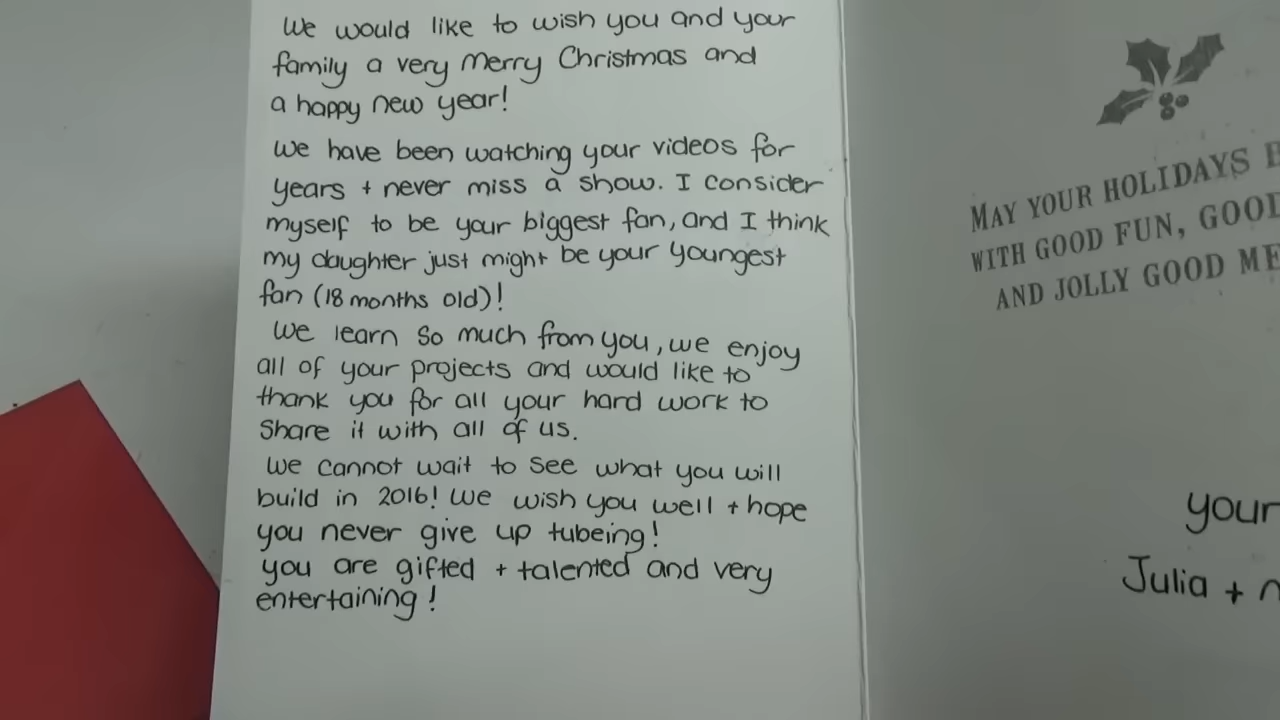 We would like to wish you and your
family a very merry Christmas and
a happy new year!
We have been watching your videos for
years + never miss a show. I consider
myself to be your biggest fan, and I think
my daughter just might be your youngest
fan (18 months old)!
We learn so much from you, we enjoy
all of your projects and would like to
thank you for all your hard work to
share it with all of us.
We cannot wait to see what you will
build in 2016! We wish you well + hope
you never give up tubeing!
you are gifted + talented and very
entertaining!
MAY YOUR HOLIDAYS
WITH GOOD FUN, GOOD
AND JOLLY GOOD
your
Julia +